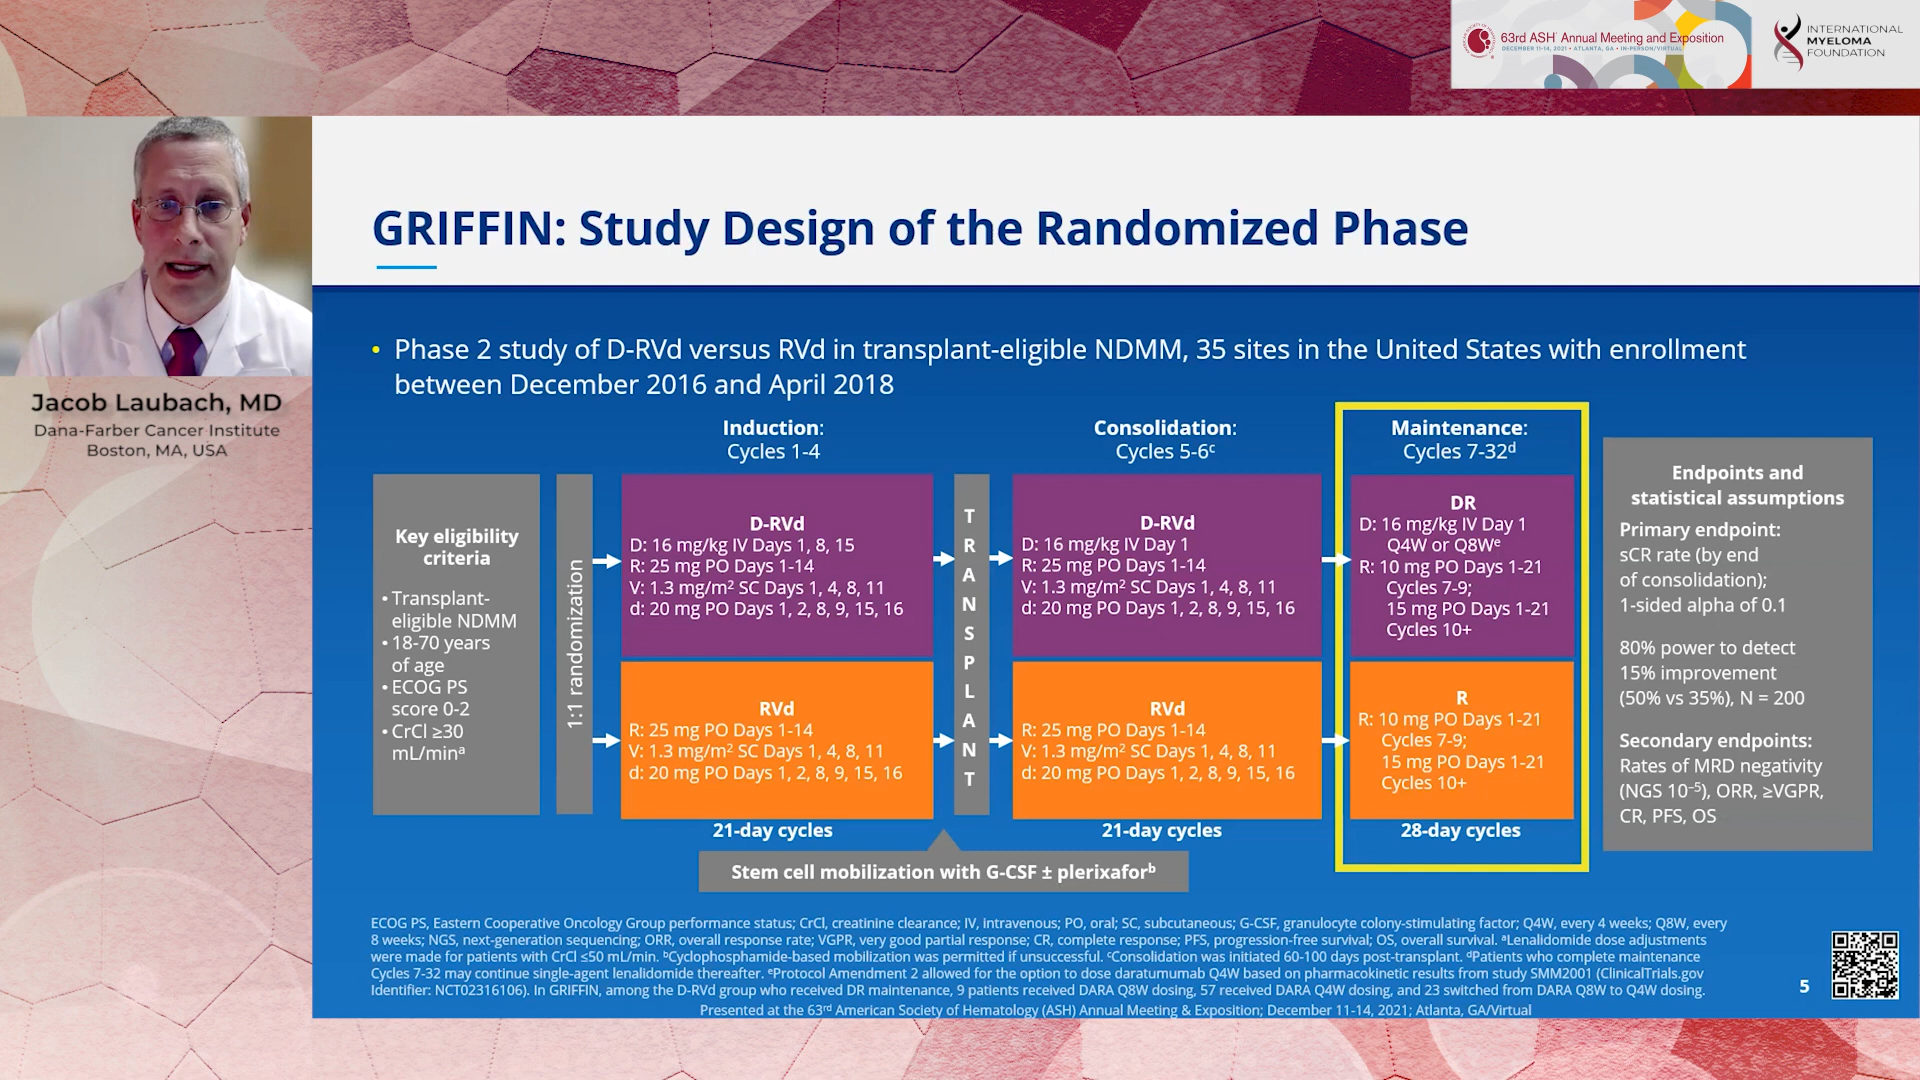 63rd ASH® Annual Meeting and Exposition
DECEMBER 11-14, 2021 • ATLANTA, GA • IN-PERSON/VIRTUAL
INTERNATIONAL
MYELOMA
FOUNDATION
Jacob Laubach, MD
Dana-Farber Cancer Institute
Boston, MA, USA
GRIFFIN: Study Design of the Randomized Phase
• Phase 2 study of D-RVd versus RVd in transplant-eligible NDMM, 35 sites in the United States with enrollment
between December 2016 and April 2018
Key eligibility
criteria
• Transplant-
eligible NDMM
• 18-70 years
of age
• ECOG PS
score 0-2
• CrCl ≥30
mL/minᵃ
1:1 randomization
Induction:
Cycles 1-4
D-RVd
D: 16 mg/kg IV Days 1, 8, 15
R: 25 mg PO Days 1-14
V: 1.3 mg/m² SC Days 1, 4, 8, 11
d: 20 mg PO Days 1, 2, 8, 9, 15, 16
RVd
R: 25 mg PO Days 1-14
V: 1.3 mg/m² SC Days 1, 4, 8, 11
d: 20 mg PO Days 1, 2, 8, 9, 15, 16
21-day cycles
TRANSPLANT
Stem cell mobilization with G-CSF ± plerixaforᵇ
Consolidation:
Cycles 5-6ᶜ
D-RVd
D: 16 mg/kg IV Day 1
R: 25 mg PO Days 1-14
V: 1.3 mg/m² SC Days 1, 4, 8, 11
d: 20 mg PO Days 1, 2, 8, 9, 15, 16
RVd
R: 25 mg PO Days 1-14
V: 1.3 mg/m² SC Days 1, 4, 8, 11
d: 20 mg PO Days 1, 2, 8, 9, 15, 16
21-day cycles
Maintenance:
Cycles 7-32ᵈ
DR
D: 16 mg/kg IV Day 1
Q4W or Q8Wᵉ
R: 10 mg PO Days 1-21
Cycles 7-9;
15 mg PO Days 1-21
Cycles 10+
R
R: 10 mg PO Days 1-21
Cycles 7-9;
15 mg PO Days 1-21
Cycles 10+
28-day cycles
Endpoints and
statistical assumptions
Primary endpoint:
sCR rate (by end
of consolidation);
1-sided alpha of 0.1
80% power to detect
15% improvement
(50% vs 35%), N = 200
Secondary endpoints:
Rates of MRD negativity
(NGS 10⁻⁵), ORR, ≥VGPR,
CR, PFS, OS
ECOG PS, Eastern Cooperative Oncology Group performance status; CrCl, creatinine clearance; IV, intravenous; PO, oral; SC, subcutaneous; G-CSF, granulocyte colony-stimulating factor; Q4W, every 4 weeks; Q8W, every
8 weeks; NGS, next-generation sequencing; ORR, overall response rate; VGPR, very good partial response; CR, complete response; PFS, progression-free survival; OS, overall survival. ᵃLenalidomide dose adjustments
were made for patients with CrCl ≤50 mL/min. ᵇCyclophosphamide-based mobilization was permitted if unsuccessful. ᶜConsolidation was initiated 60-100 days post-transplant. ᵈPatients who complete maintenance
Cycles 7-32 may continue single-agent lenalidomide thereafter. ᵉProtocol Amendment 2 allowed for the option to dose daratumumab Q4W based on pharmacokinetic results from study SMM2001 (ClinicalTrials.gov
Identifier: NCT02316106). In GRIFFIN, among the D-RVd group who received DR maintenance, 9 patients received DARA Q8W dosing, 57 received DARA Q4W dosing, and 23 switched from DARA Q8W to Q4W dosing.
5
Presented at the 63ʳᵈ American Society of Hematology (ASH) Annual Meeting & Exposition; December 11-14, 2021; Atlanta, GA/Virtual